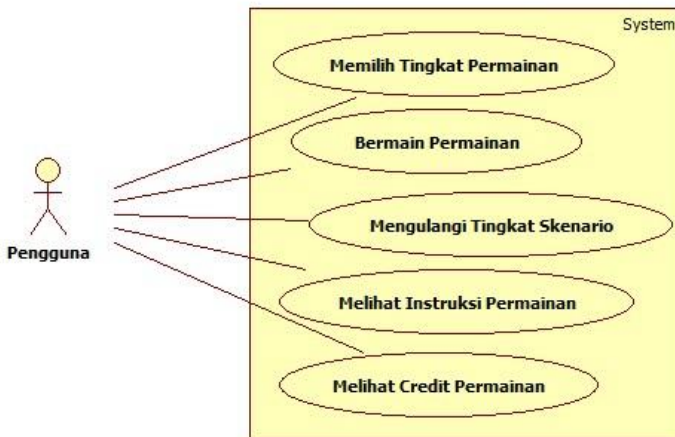 System
Memilih Tingkat Permainan
Bermain Permainan
Mengulangi Tingkat Skenario
Pengguna
Melihat Instruksi Permainan
Melihat Credit Permainan